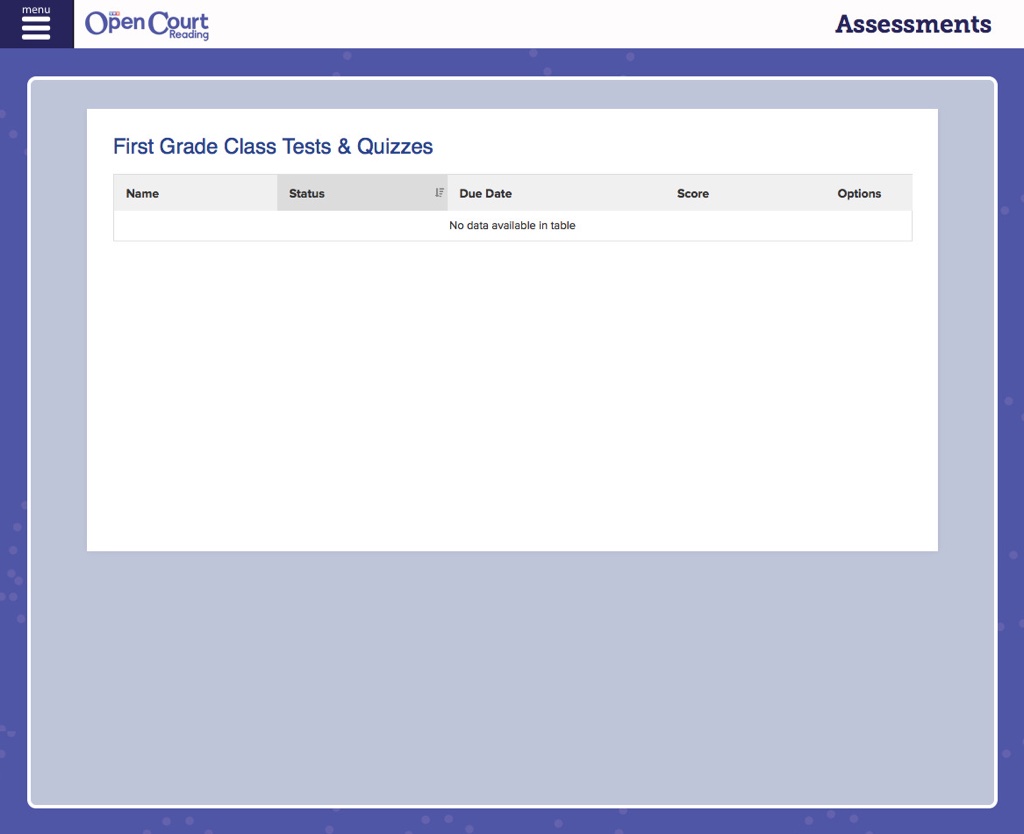 menu
Open Court
Reading
Assessments
First Grade Class Tests & Quizzes
Name Status Due Date Score Options
No data available in table